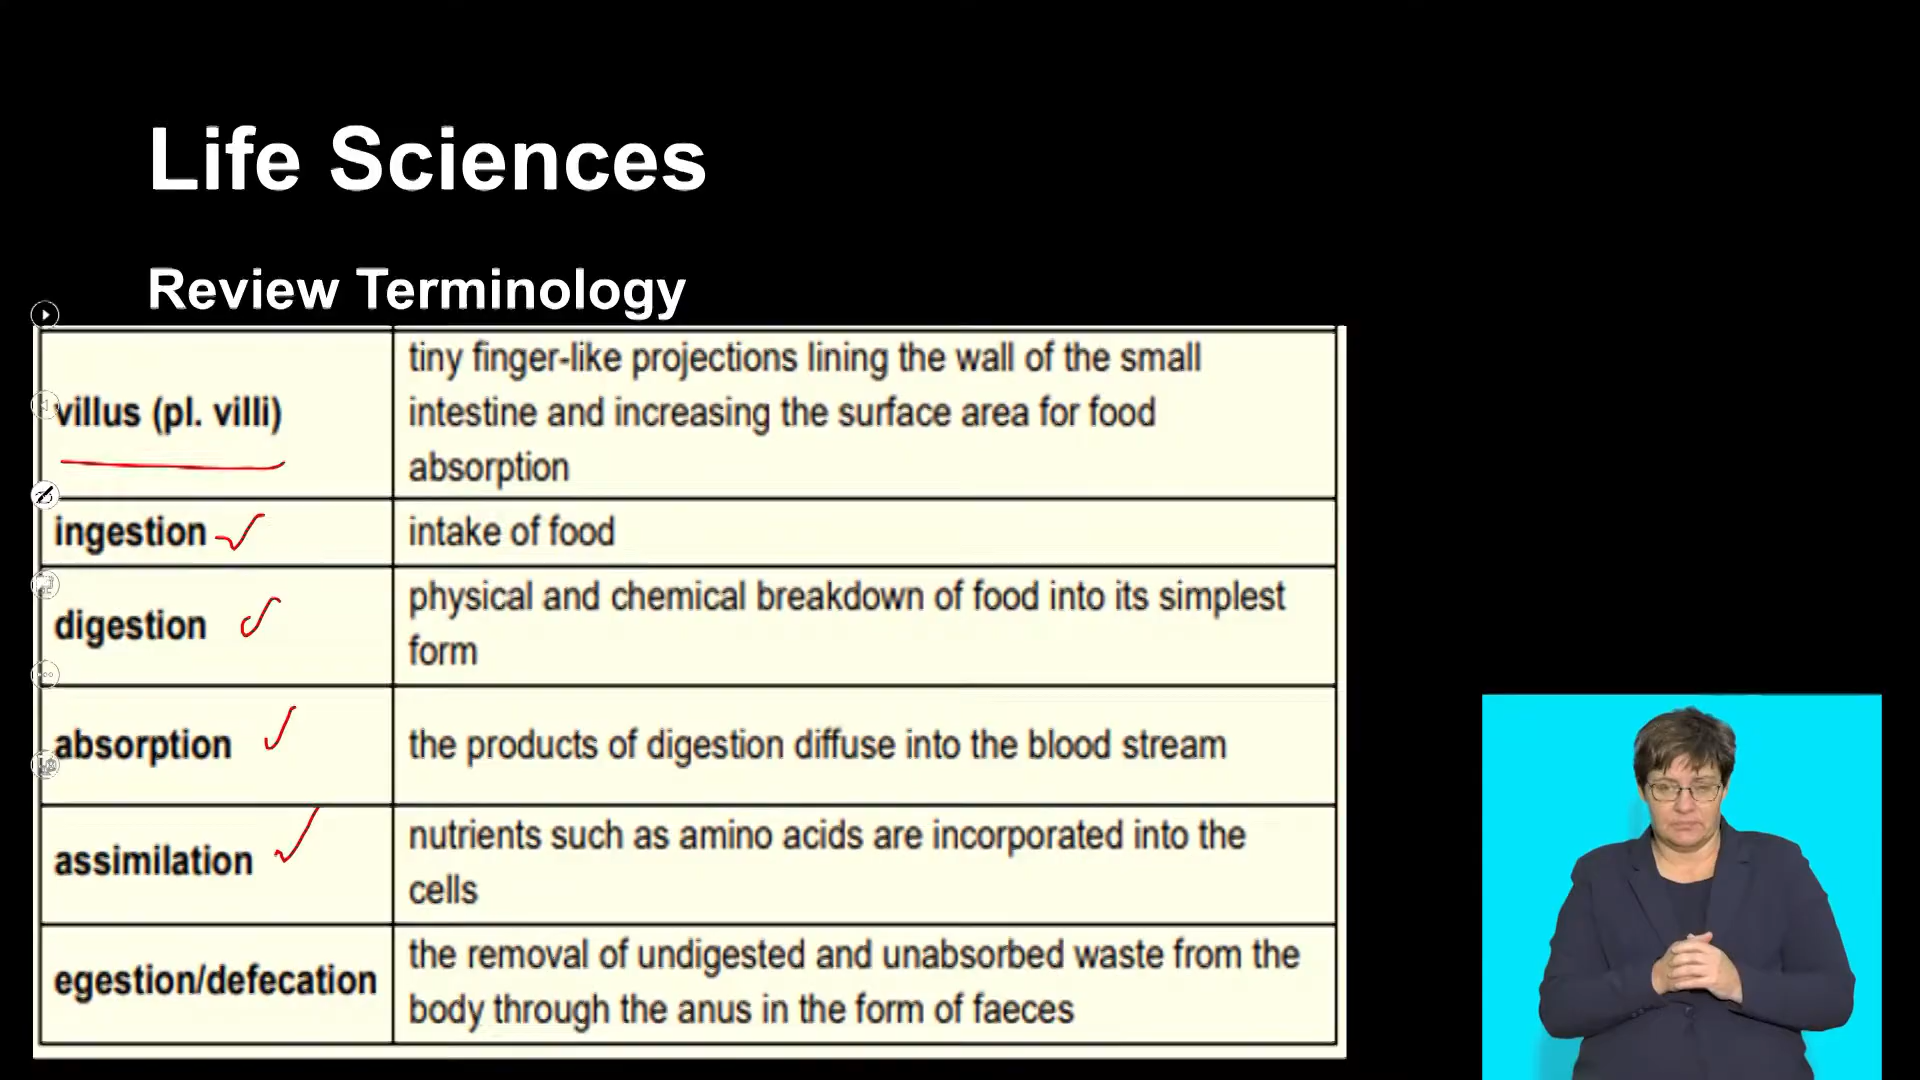 Life Sciences
Review Terminology
villus (pl. villi)
tiny finger-like projections lining the wall of the small
intestine and increasing the surface area for food
absorption
ingestion
intake of food
digestion
physical and chemical breakdown of food into its simplest
form
absorption
the products of digestion diffuse into the blood stream
assimilation
nutrients such as amino acids are incorporated into the
cells
egestion/defecation
the removal of undigested and unabsorbed waste from the
body through the anus in the form of faeces